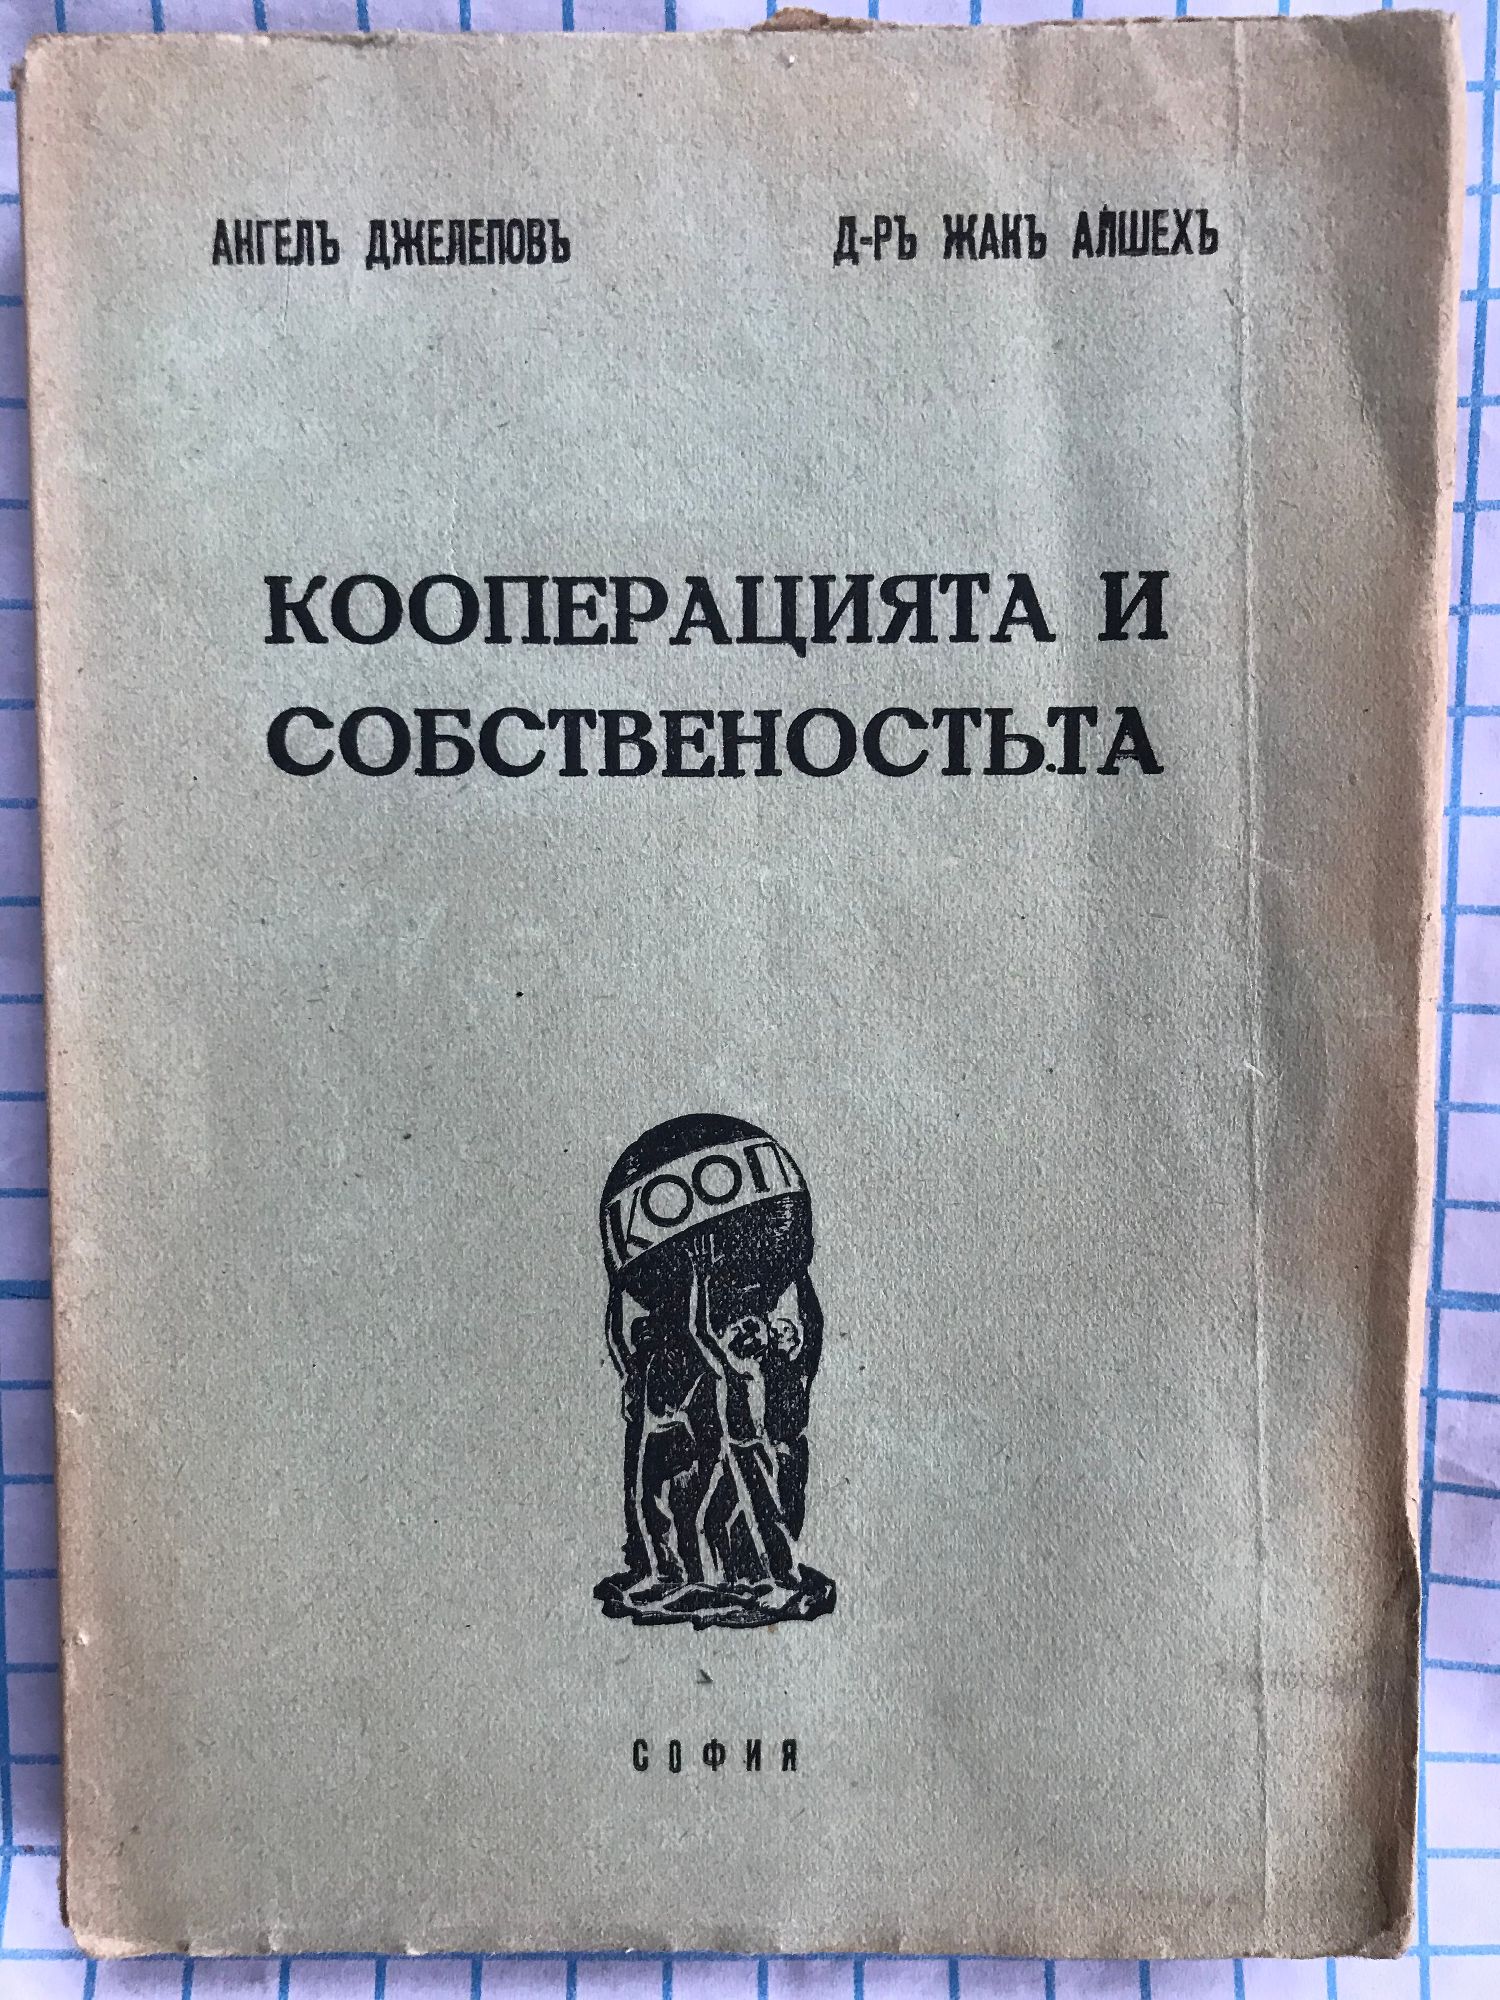 АНГЕЛЪ ДЖЕЛЕПОВЪ Д-РЪ ЖАКЪ АЛШЕХЪ
КООПЕРАЦИЯТА И
СОБСТВЕНОСТЬТА
КООП
СОФИЯ